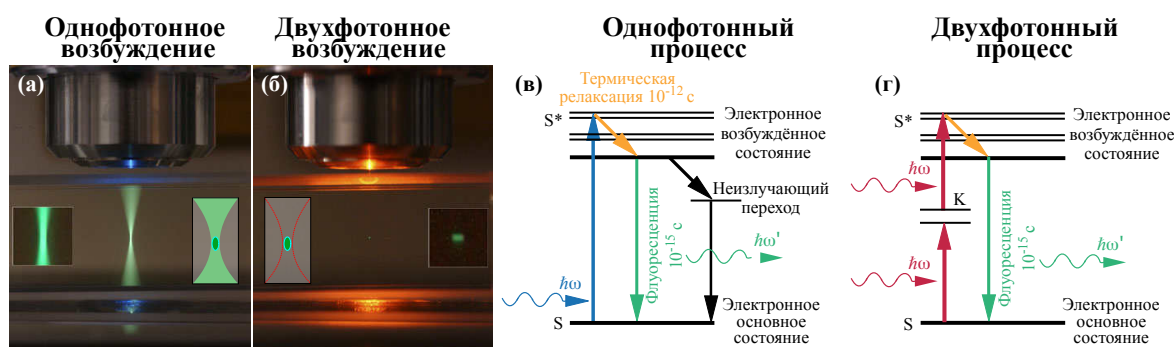 Однофотонное
возбуждение
Двухфотонное
возбуждение
Однофотонный
процесс
Двухфотонный
процесс
(а)
(б)
(в)
Термическая
релаксация 10⁻¹² с
S*
Электронное
возбуждённое
состояние
Неизлучающий
переход
Флуоресценция
10⁻¹⁵ с
ħω'
ħω
S
Электронное
основное
состояние
(г)
S*
Электронное
возбуждённое
состояние
ħω
K
Флуоресценция
10⁻¹⁵ с
ħω'
ħω
S
Электронное
основное
состояние